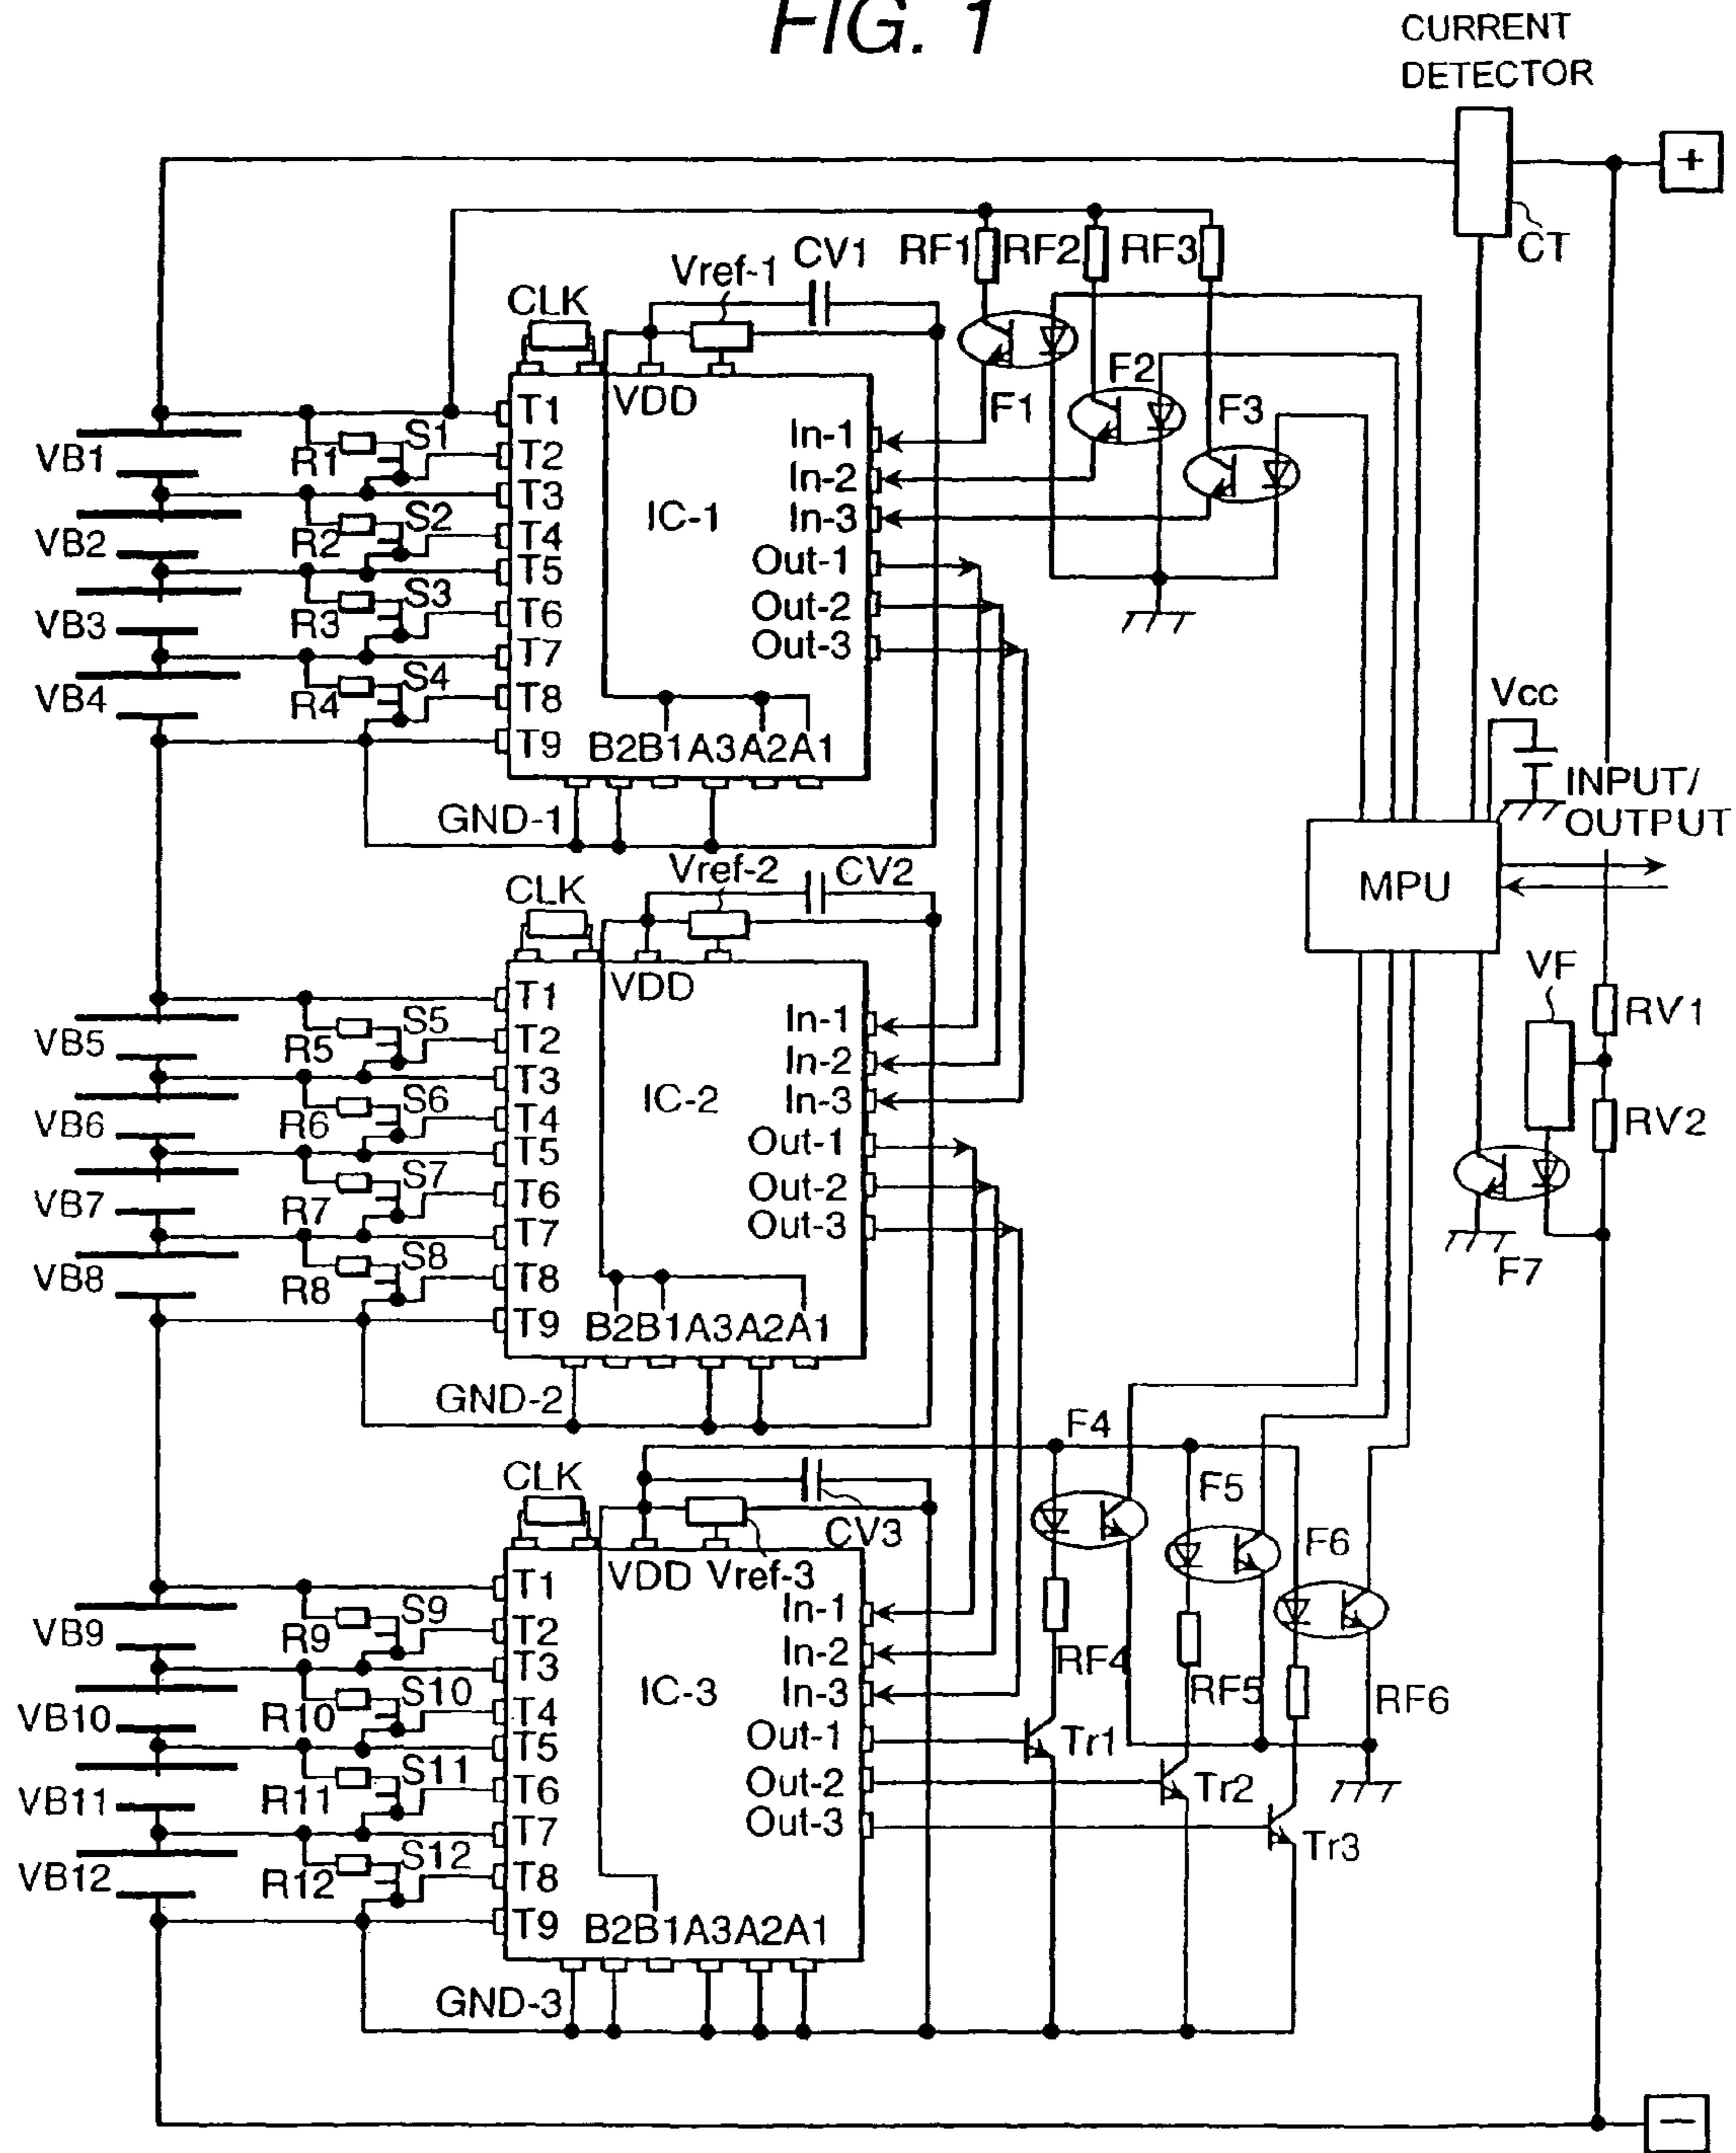 FIG. 1
CURRENT
DETECTOR
+
CT
RF1 RF2 RF3
CV1
Vref-1
CLK
VDD
F1
F2
F3
VB1
VB2
VB3
VB4
R1
R2
R3
R4
S1
S2
S3
S4
T1
T2
T3
T4
T5
T6
T7
T8
T9
IC-1
In-1
In-2
In-3
Out-1
Out-2
Out-3
B2B1A3A2A1
GND-1
Vcc
INPUT/
OUTPUT
MPU
VF
RV1
RV2
F7
Vref-2
CV2
CLK
VDD
VB5
VB6
VB7
VB8
R5
R6
R7
R8
S5
S6
S7
S8
T1
T2
T3
T4
T5
T6
T7
T8
T9
IC-2
In-1
In-2
In-3
Out-1
Out-2
Out-3
B2B1A3A2A1
GND-2
F4
F5
F6
CLK
CV3
VDD Vref-3
VB9
VB10
VB11
VB12
R9
R10
R11
R12
S9
S10
S11
S12
T1
T2
T3
T4
T5
T6
T7
T8
T9
IC-3
In-1
In-2
In-3
Out-1
Out-2
Out-3
B2B1A3A2A1
GND-3
RF4
RF5
RF6
Tr1
Tr2
Tr3
−